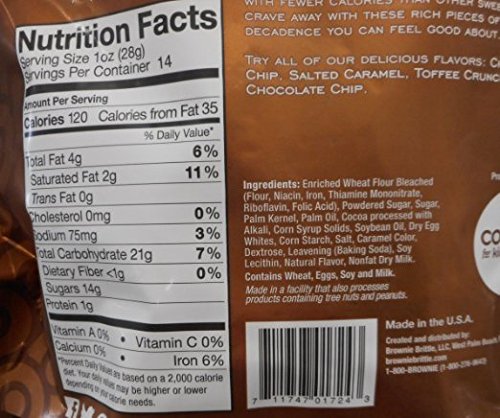 Nutrition Facts
Serving Size 1oz (28g)
Servings Per Container 14
Amount Per Serving
Calories 120 Calories from Fat 35
% Daily Value*
Total Fat 4g 6%
Saturated Fat 2g 11%
Trans Fat 0g
Cholesterol 0mg 0%
Sodium 75mg 3%
Total Carbohydrate 21g 7%
Dietary Fiber <1g 0%
Sugars 14g
Protein 1g
Vitamin A 0% • Vitamin C 0%
Calcium 0% • Iron 6%
*Percent Daily Values are based on a 2,000 calorie
diet. Your daily values may be higher or lower
depending on your calorie needs.
WITH FEWER CALORIES THAN OTHER
CRAVE AWAY WITH THESE RICH PIECES OF
DECADENCE YOU CAN FEEL GOOD ABOUT.
TRY ALL OF OUR DELICIOUS FLAVORS:
CHIP, SALTED CARAMEL, TOFFEE
CHOCOLATE CHIP.
Ingredients: Enriched Wheat Flour Bleached
(Flour, Niacin, Iron, Thiamine Mononitrate,
Riboflavin, Folic Acid), Powdered Sugar, Sugar,
Palm Kernel, Palm Oil, Cocoa processed with
Alkali, Corn Syrup Solids, Soybean Oil, Dry Egg
Whites, Corn Starch, Salt, Caramel Color,
Dextrose, Leavening (Baking Soda), Soy
Lecithin, Natural Flavor, Nonfat Dry Milk.
Contains Wheat, Eggs, Soy and Milk.
Made in a facility that also processes
products containing tree nuts and peanuts.
7 11747 01724 3
Made in the U.S.A.
Created and distributed by:
Brownie Brittle, LLC, West Palm Beach
browniebrittle.com
1-800-BROWNIE (1-800-276-9643)